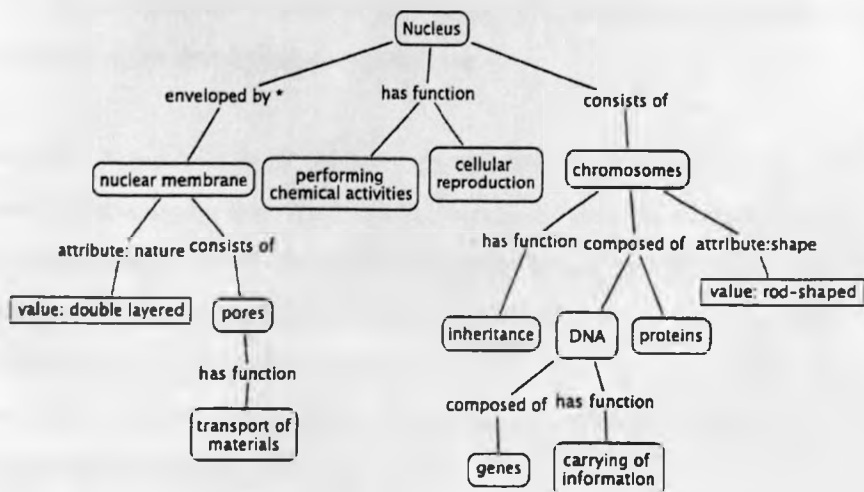 Nucleus
enveloped by *
has function
consists of
nuclear membrane
performing
chemical activities
cellular
reproduction
chromosomes
attribute: nature
consists of
has function
composed of
attribute:shape
value: double layered
pores
inheritance
DNA
proteins
value: rod-shaped
has function
composed of
has function
transport of
materials
genes
carrying of
information